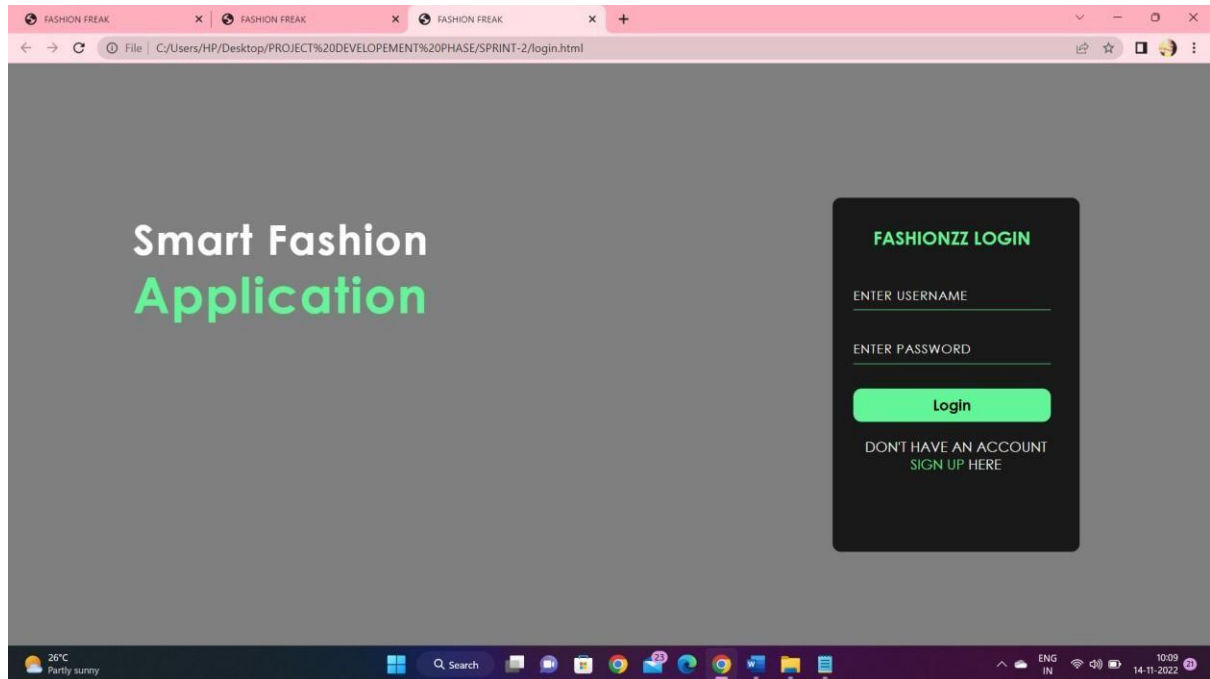 FASHION FREAK
FASHION FREAK
FASHION FREAK
File C:/Users/HP/Desktop/PROJECT%20DEVELOPEMENT%20PHASE/SPRINT-2/login.html
Smart Fashion
Application
FASHIONZZ LOGIN
ENTER USERNAME
ENTER PASSWORD
Login
DON'T HAVE AN ACCOUNT
SIGN UP HERE
26°C
Partly sunny
Search
23
ENG
IN
10:09
14-11-2022
21